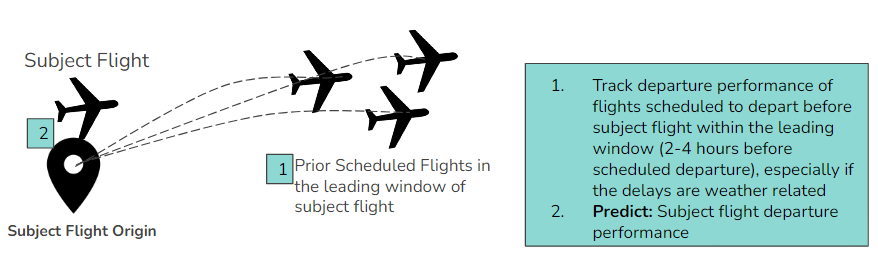 Subject Flight
2
Subject Flight Origin
1
Prior Scheduled Flights in
the leading window of
subject flight
1. Track departure performance of
flights scheduled to depart before
subject flight within the leading
window (2-4 hours before
scheduled departure), especially if
the delays are weather related
2. Predict: Subject flight departure
performance